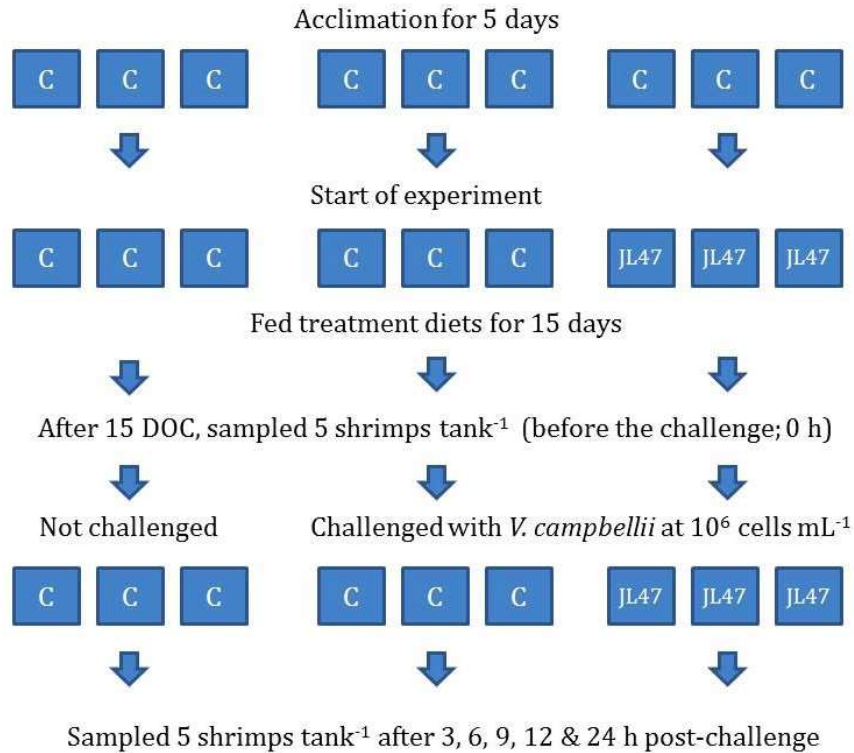 Acclimation for 5 days
C C C C C C C C C
Start of experiment
C C C C C C JL47 JL47 JL47
Fed treatment diets for 15 days
After 15 DOC, sampled 5 shrimps tank⁻¹ (before the challenge; 0 h)
Not challenged Challenged with V. campbellii at 10⁶ cells mL⁻¹
C C C C C C JL47 JL47 JL47
Sampled 5 shrimps tank⁻¹ after 3, 6, 9, 12 & 24 h post-challenge